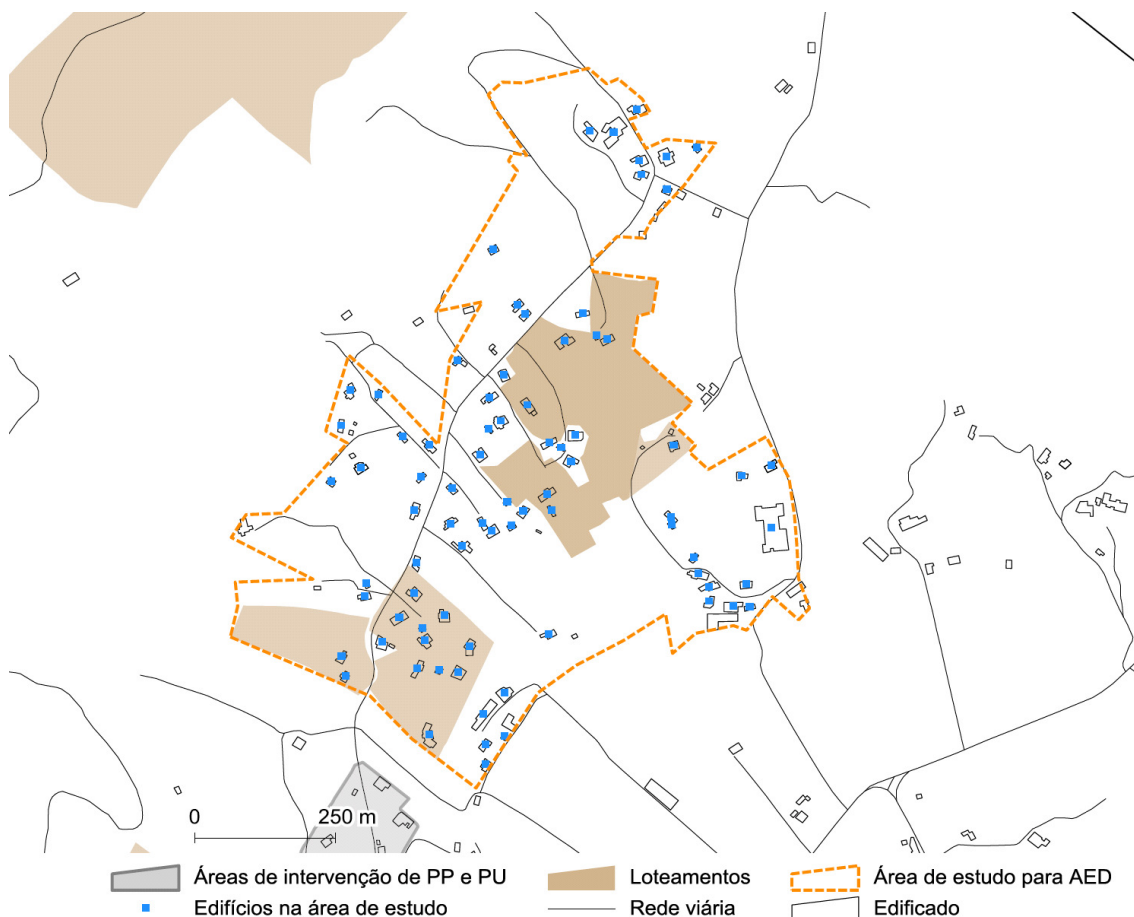 0 250 m
Áreas de intervenção de PP e PU Loteamentos Área de estudo para AED
Edifícios na área de estudo Rede viária Edificado